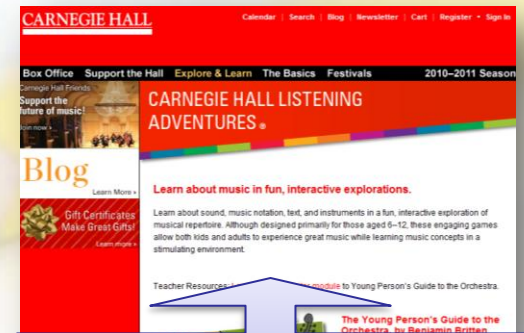 CARNEGIE HALL
Calendar | Search | Blog | Newsletter | Cart | Register • Sign In
Box Office Support the Hall Explore & Learn The Basics Festivals 2010–2011 Season
Carnegie Hall Friends
Support the
future of music!
Join now »
Blog
Learn More »
Gift Certificates
Make Great Gifts!
Learn more »
CARNEGIE HALL LISTENING
ADVENTURES®
Learn about music in fun, interactive explorations.
Learn about sound, music notation, text, and instruments in a fun, interactive exploration of
musical repertoire. Although designed primarily for those aged 6–12, these engaging games
allow both kids and adults to experience great music while learning music concepts in a
stimulating environment.
Teacher Resources: module to Young Person's Guide to the Orchestra.
The Young Person's Guide to the
Orchestra, by Benjamin Britten